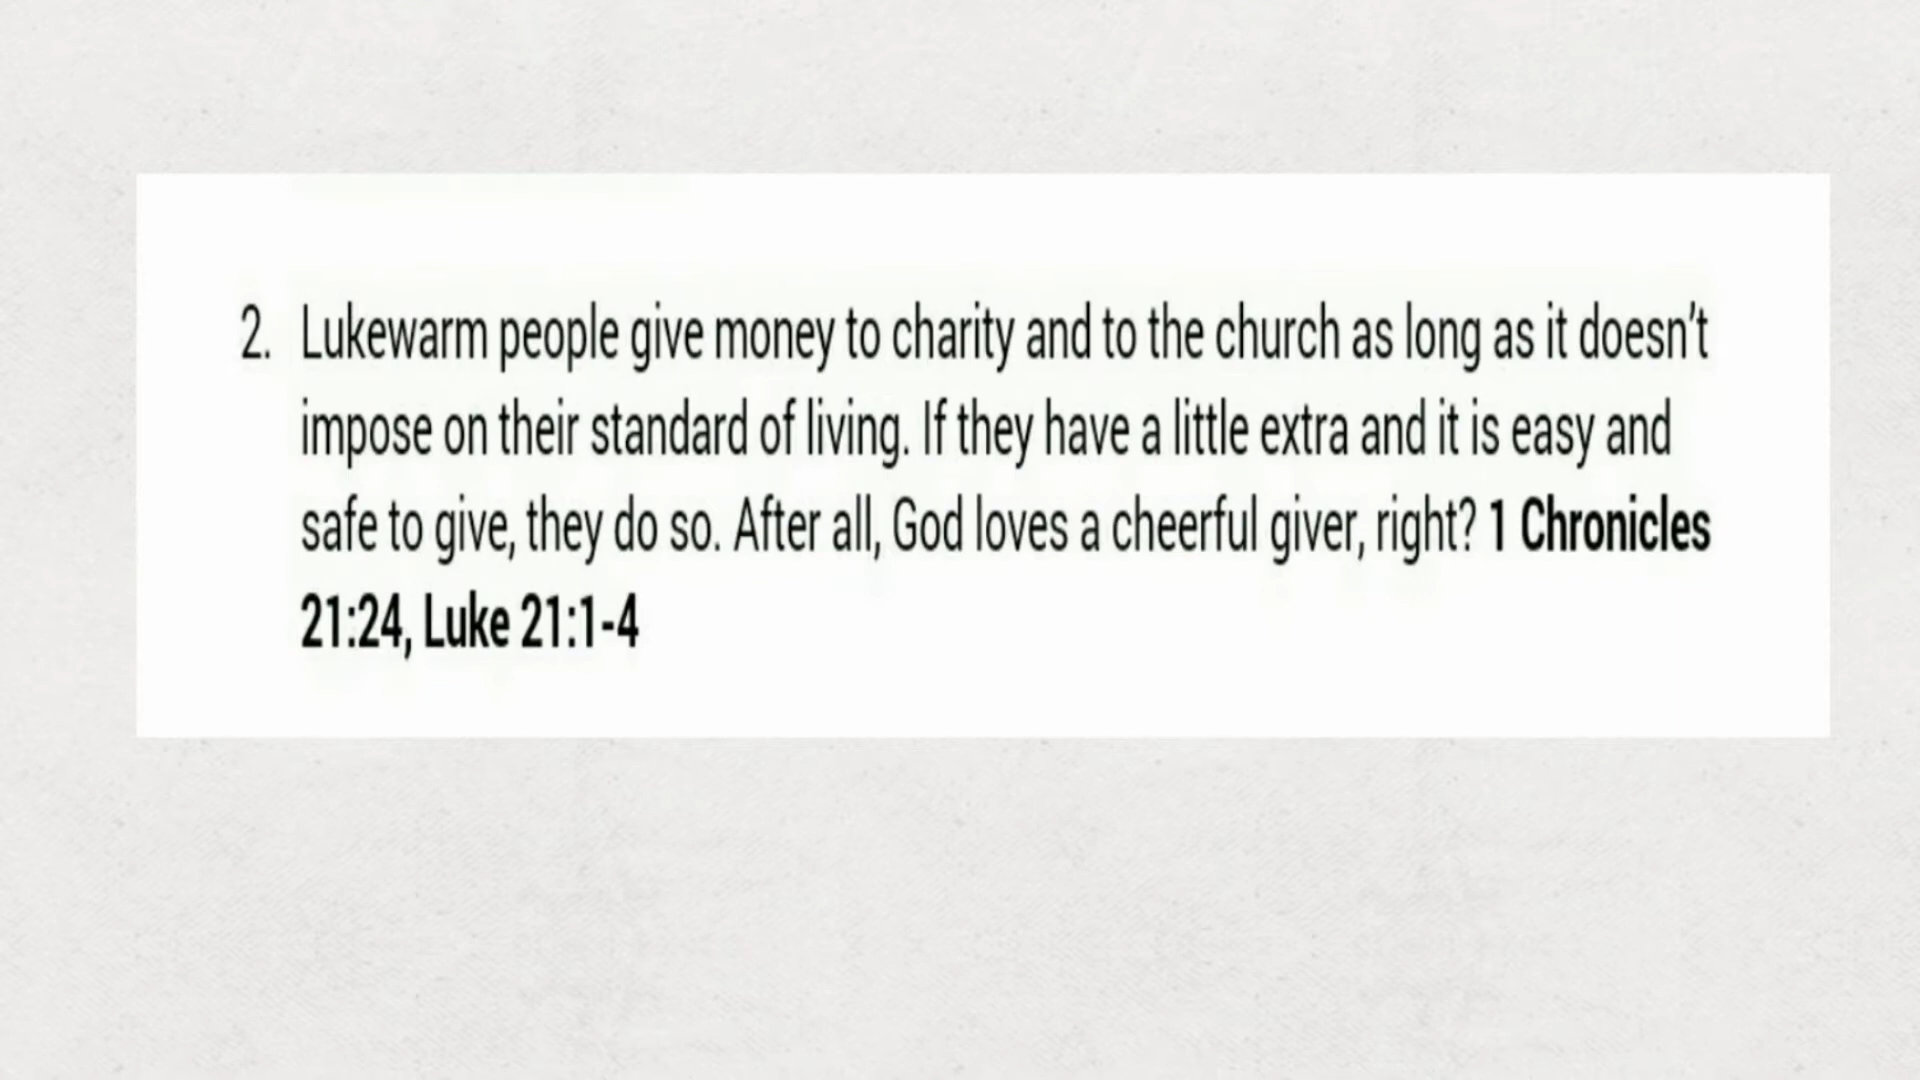 2. Lukewarm people give money to charity and to the church as long as it doesn't
impose on their standard of living. If they have a little extra and it is easy and
safe to give, they do so. After all, God loves a cheerful giver, right? 1 Chronicles
21:24, Luke 21:1-4